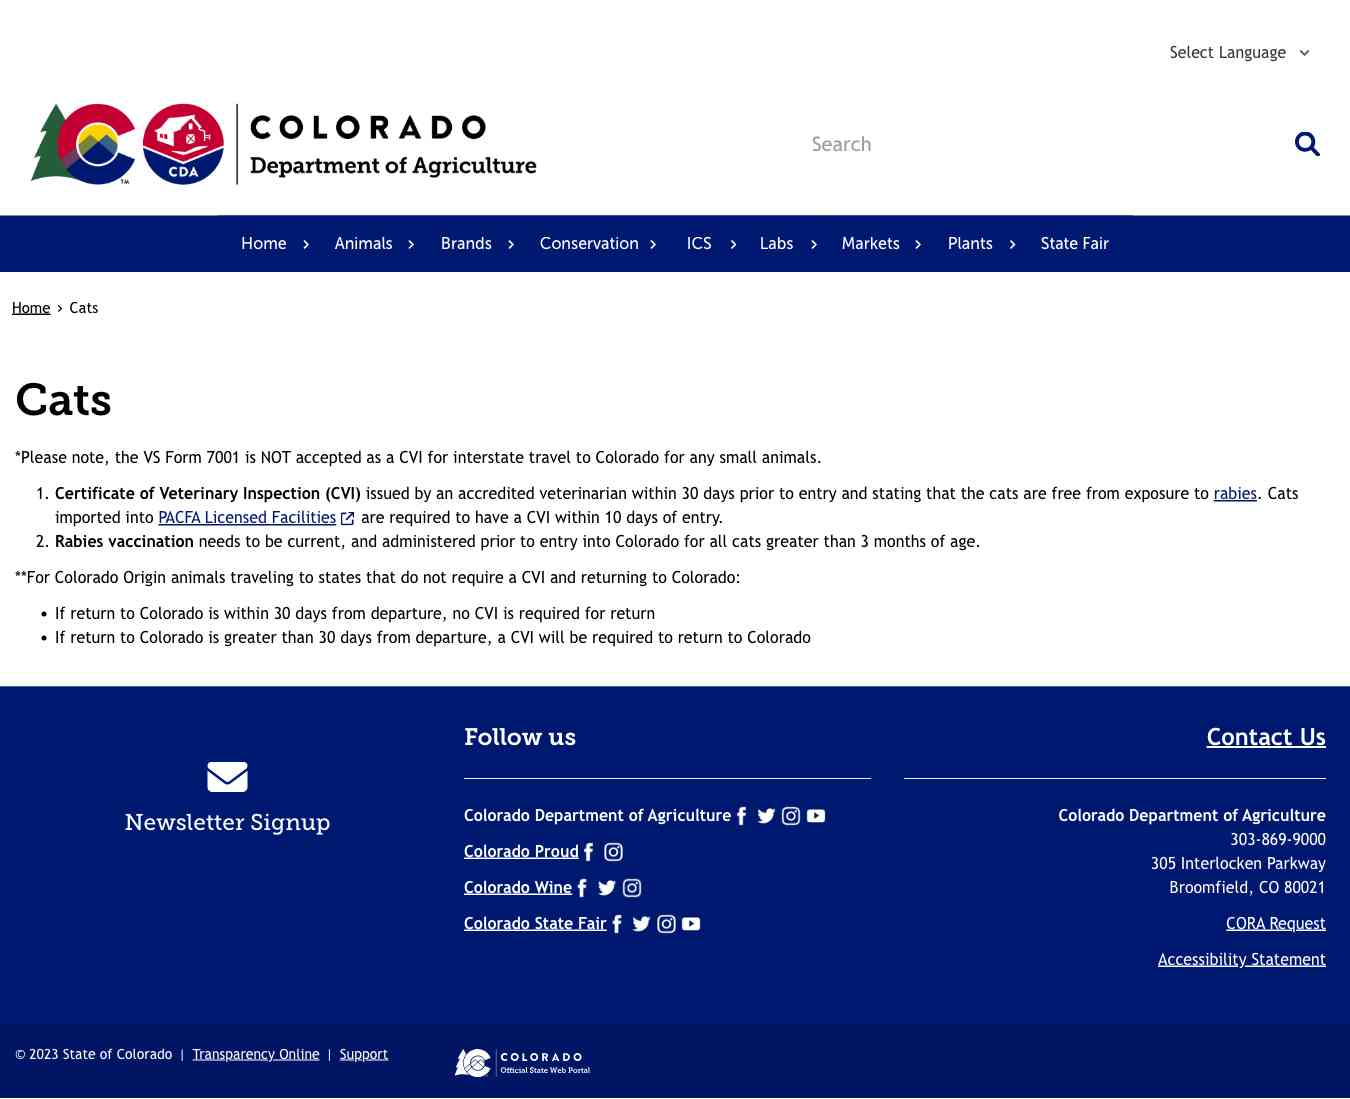 Select Language
CDA
TM
COLORADO
Department of Agriculture
Search
Home Animals Brands Conservation ICS Labs Markets Plants State Fair
Home › Cats
Cats
*Please note, the VS Form 7001 is NOT accepted as a CVI for interstate travel to Colorado for any small animals.
1. Certificate of Veterinary Inspection (CVI) issued by an accredited veterinarian within 30 days prior to entry and stating that the cats are free from exposure to rabies. Cats
imported into PACFA Licensed Facilities are required to have a CVI within 10 days of entry.
2. Rabies vaccination needs to be current, and administered prior to entry into Colorado for all cats greater than 3 months of age.
**For Colorado Origin animals traveling to states that do not require a CVI and returning to Colorado:
• If return to Colorado is within 30 days from departure, no CVI is required for return
• If return to Colorado is greater than 30 days from departure, a CVI will be required to return to Colorado
Newsletter Signup
Follow us
Colorado Department of Agriculture
Colorado Proud
Colorado Wine
Colorado State Fair
Contact Us
Colorado Department of Agriculture
303-869-9000
305 Interlocken Parkway
Broomfield, CO 80021
CORA Request
Accessibility Statement
© 2023 State of Colorado | Transparency Online | Support
COLORADO
Official State Web Portal